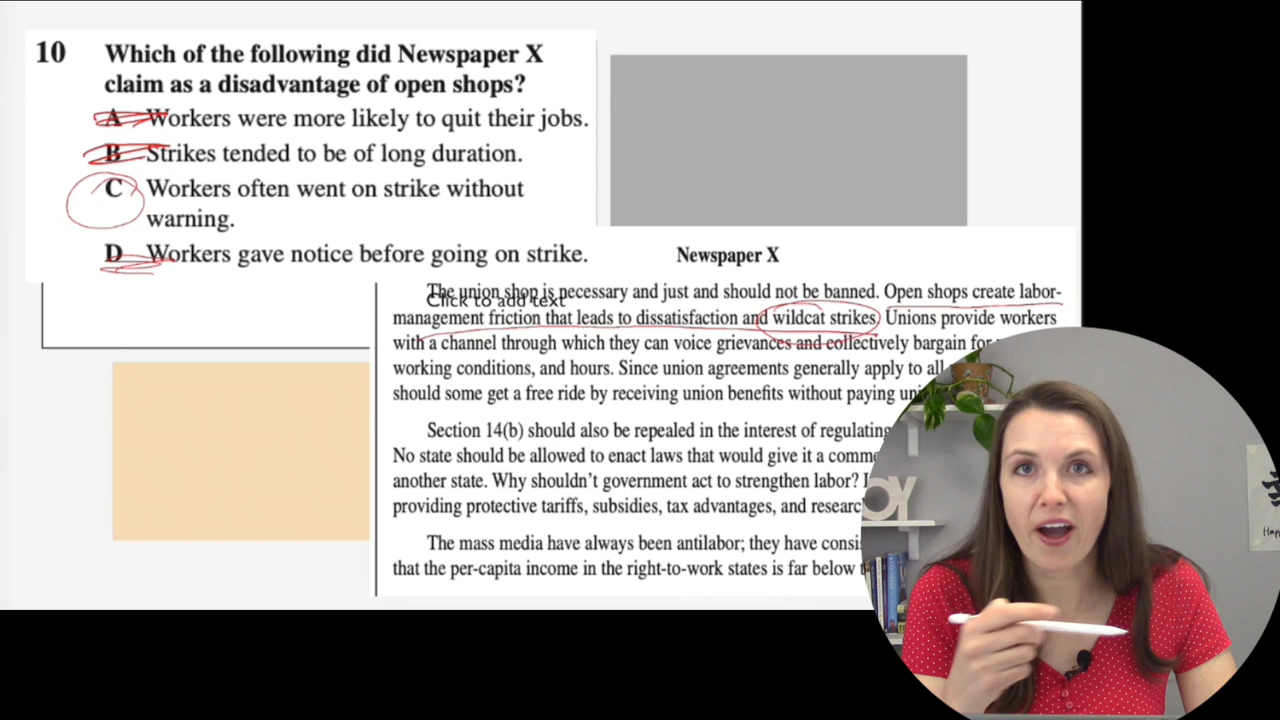 10 Which of the following did Newspaper X
claim as a disadvantage of open shops?
A Workers were more likely to quit their jobs.
B Strikes tended to be of long duration.
C Workers often went on strike without
warning.
D Workers gave notice before going on strike.
Newspaper X
The union shop is necessary and just and should not be banned. Open shops create labor-
Click to add text
management friction that leads to dissatisfaction and wildcat strikes. Unions provide workers
with a channel through which they can voice grievances and collectively bargain for
working conditions, and hours. Since union agreements generally apply to all
should some get a free ride by receiving union benefits without paying
Section 14(b) should also be repealed in the interest of regulating
No state should be allowed to enact laws that would give it a
another state. Why shouldn't government act to strengthen labor?
providing protective tariffs, subsidies, tax advantages, and
The mass media have always been antilabor; they have
that the per-capita income in the right-to-work states is far below
OY